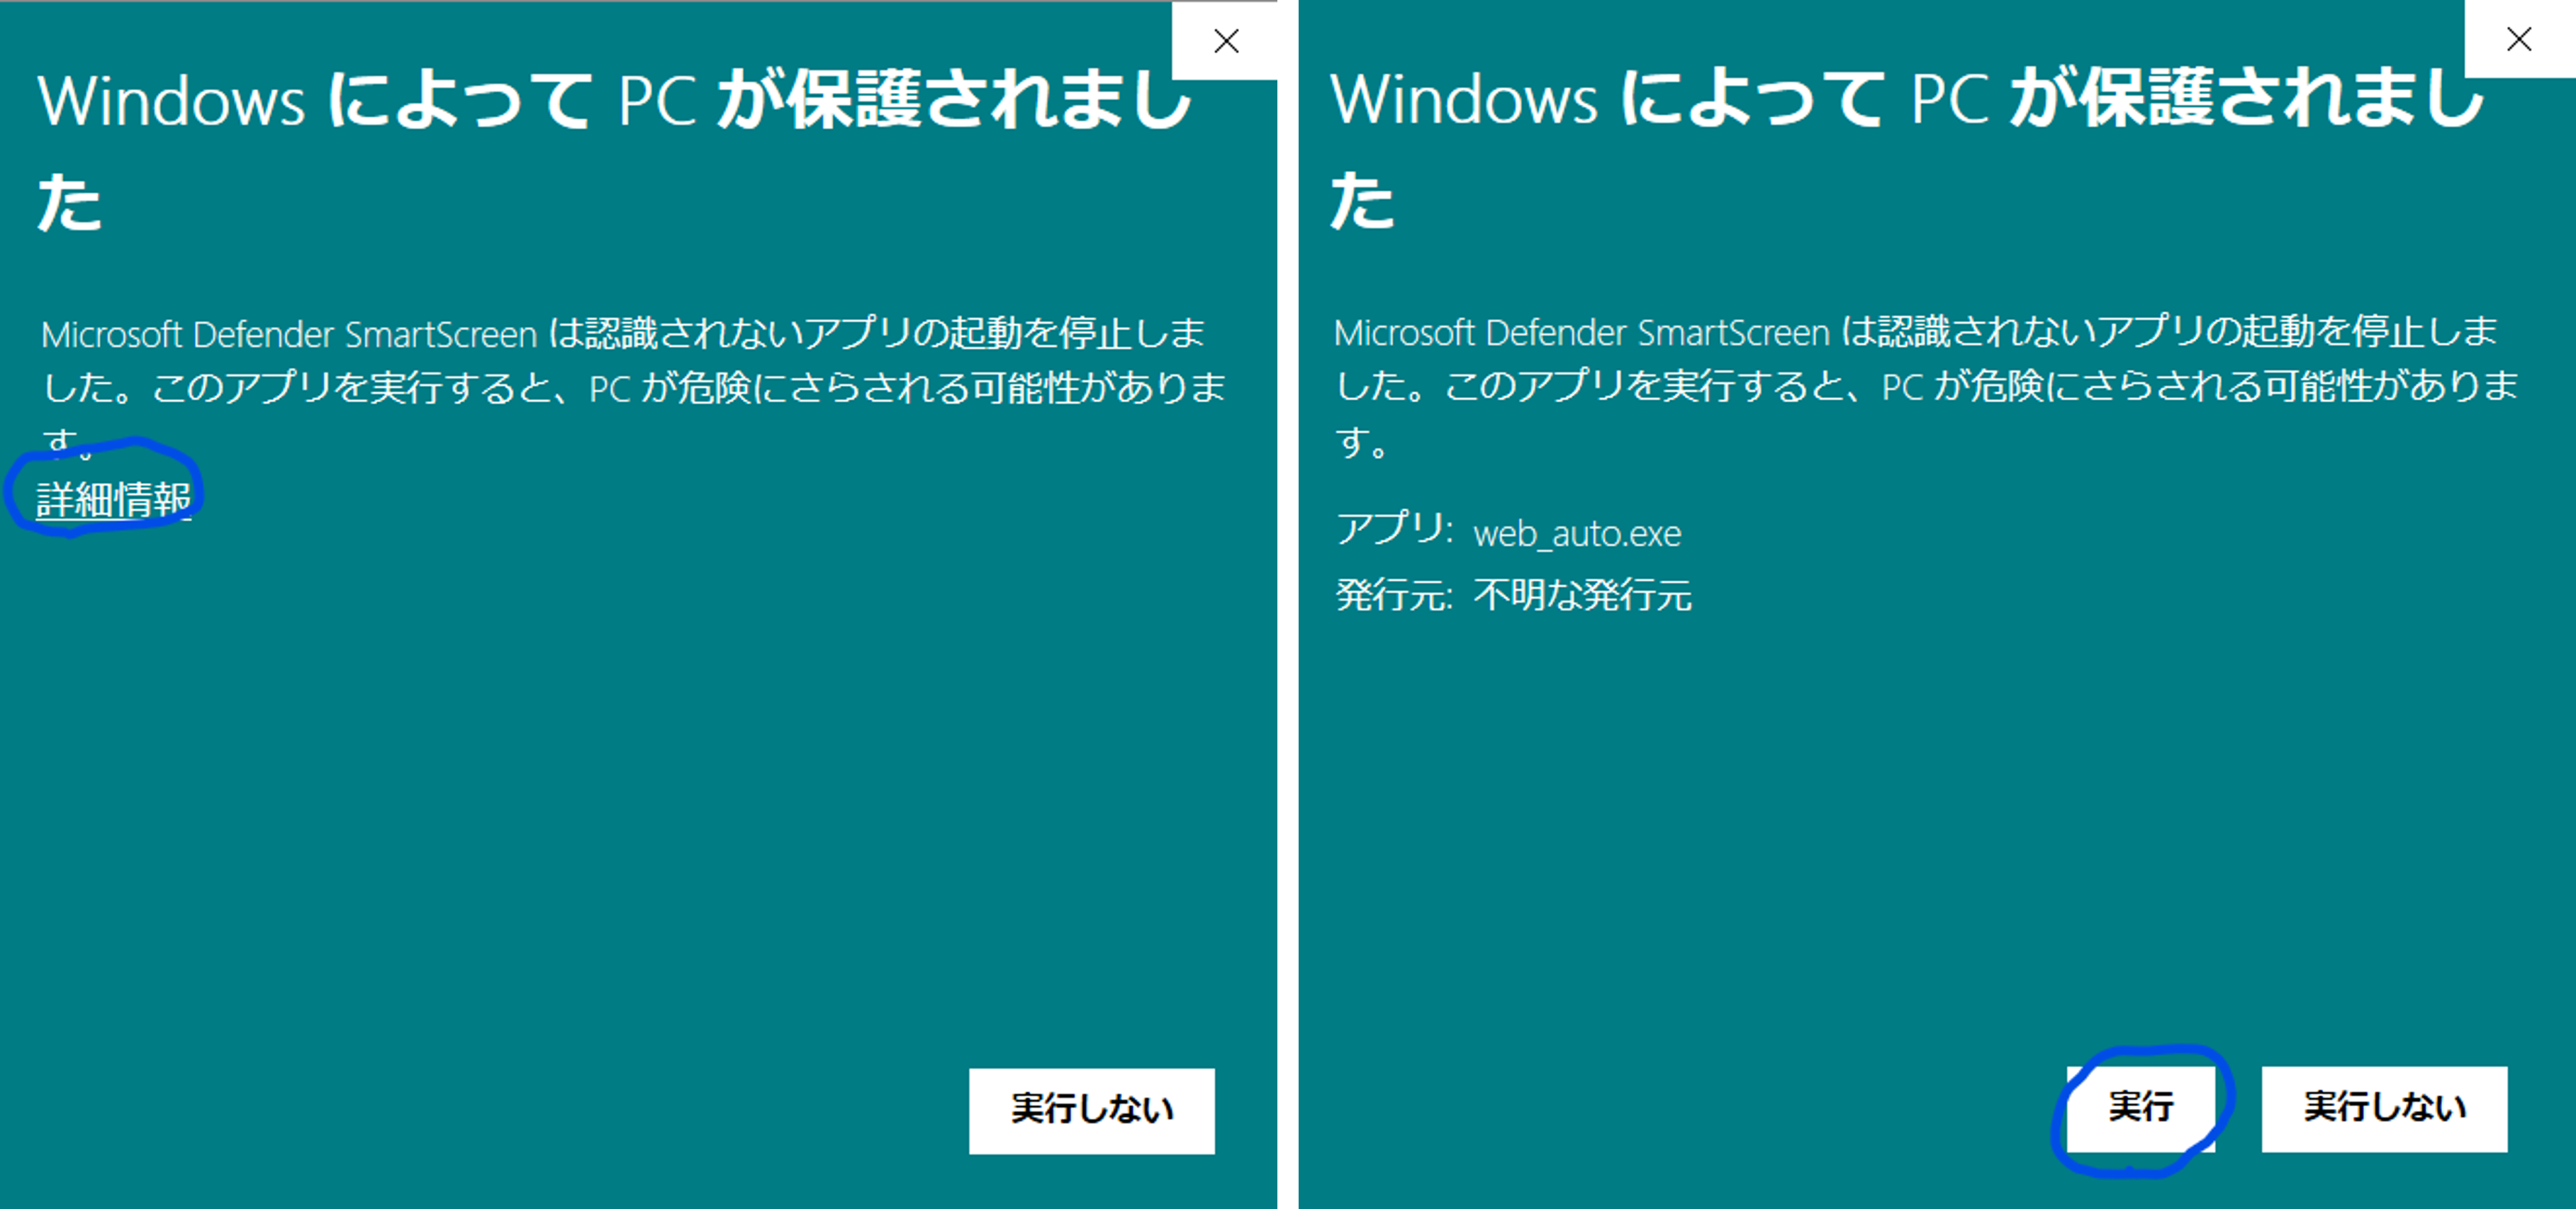 Windows によって PC が保護されまし
た
Microsoft Defender SmartScreen は認識されないアプリの起動を停止しま
した。このアプリを実行すると、PC が危険にさらされる可能性がありま
す。
詳細情報
実行しない
Windows によって PC が保護されまし
た
Microsoft Defender SmartScreen は認識されないアプリの起動を停止しま
した。このアプリを実行すると、PC が危険にさらされる可能性がありま
す。
アプリ: web_auto.exe
発行元: 不明な発行元
実行 実行しない